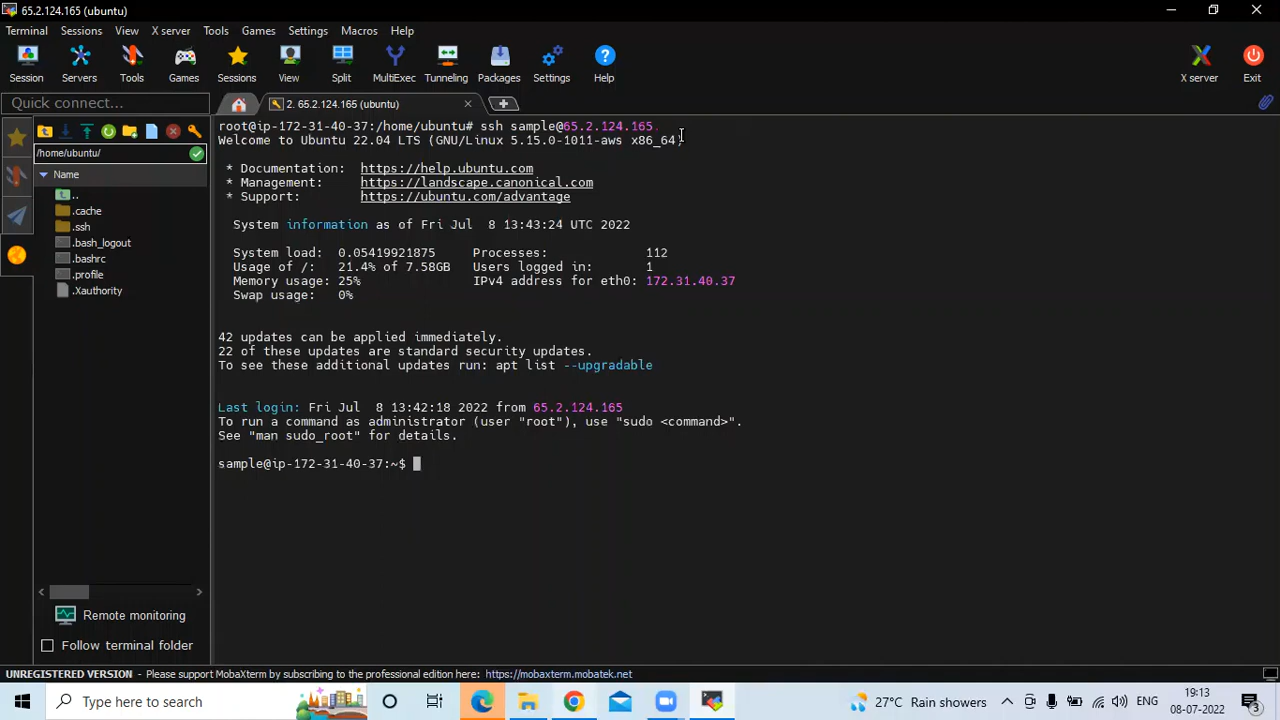 65.2.124.165 (ubuntu)
Terminal Sessions View X server Tools Games Settings Macros Help
Session Servers Tools Games Sessions View Split MultiExec Tunneling Packages Settings Help X server Exit
Quick connect...
2. 65.2.124.165 (ubuntu)
/home/ubuntu/
Name
..
.cache
.ssh
.bash_logout
.bashrc
.profile
.Xauthority
Remote monitoring
Follow terminal folder
root@ip-172-31-40-37:/home/ubuntu# ssh sample@65.2.124.165
Welcome to Ubuntu 22.04 LTS (GNU/Linux 5.15.0-1011-aws x86_64)
* Documentation: https://help.ubuntu.com
* Management: https://landscape.canonical.com
* Support: https://ubuntu.com/advantage
System information as of Fri Jul 8 13:43:24 UTC 2022
System load: 0.05419921875 Processes: 112
Usage of /: 21.4% of 7.58GB Users logged in: 1
Memory usage: 25% IPv4 address for eth0: 172.31.40.37
Swap usage: 0%
42 updates can be applied immediately.
22 of these updates are standard security updates.
To see these additional updates run: apt list --upgradable
Last login: Fri Jul 8 13:42:18 2022 from 65.2.124.165
To run a command as administrator (user "root"), use "sudo <command>".
See "man sudo_root" for details.
sample@ip-172-31-40-37:~$
UNREGISTERED VERSION - Please support MobaXterm by subscribing to the professional edition here: https://mobaxterm.mobatek.net
Type here to search
27°C Rain showers
ENG
19:13
08-07-2022
3